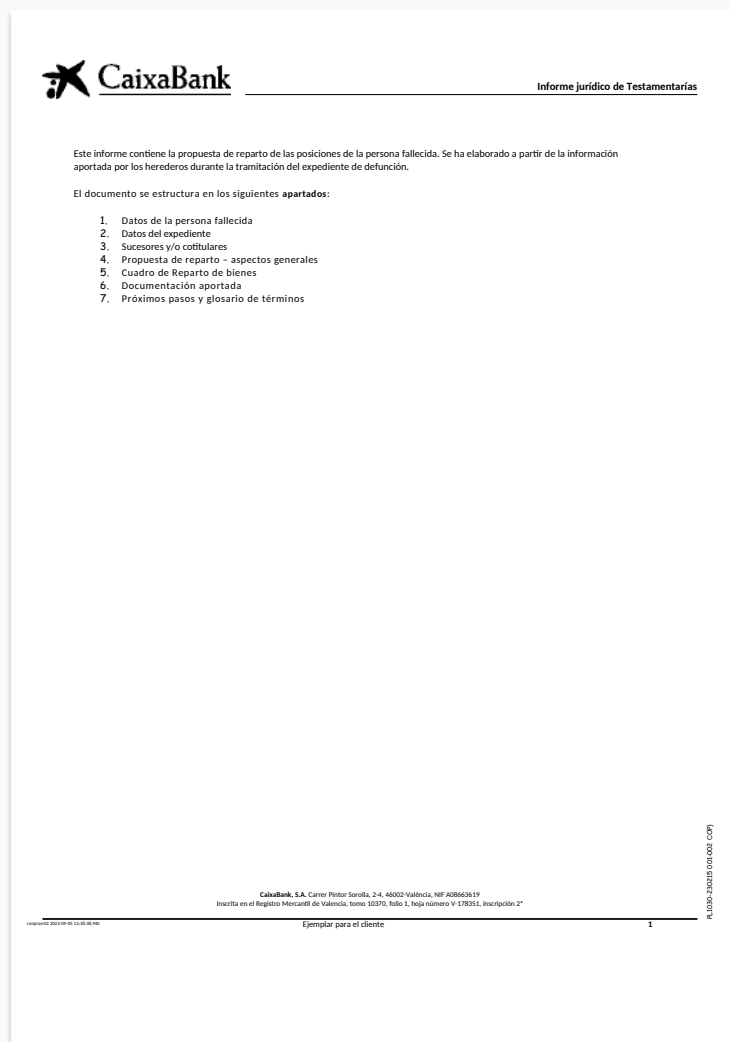 CaixaBank
Informe jurídico de Testamentarías
Este informe contiene la propuesta de reparto de las posiciones de la persona fallecida. Se ha elaborado a partir de la información
aportada por los herederos durante la tramitación del expediente de defunción.
El documento se estructura en los siguientes apartados:
1. Datos de la persona fallecida
2. Datos del expediente
3. Sucesores y/o cotitulares
4. Propuesta de reparto – aspectos generales
5. Cuadro de Reparto de bienes
6. Documentación aportada
7. Próximos pasos y glosario de términos
PL1030-230215 001-002 COP)
CaixaBank, S.A. Carrer Pintor Sorolla, 2-4, 46002-València, NIF A08663619
Inscrita en el Registro Mercantil de Valencia, tomo 10370, folio 1, hoja número V-178351, inscripción 2ª
Ejemplar para el cliente
1